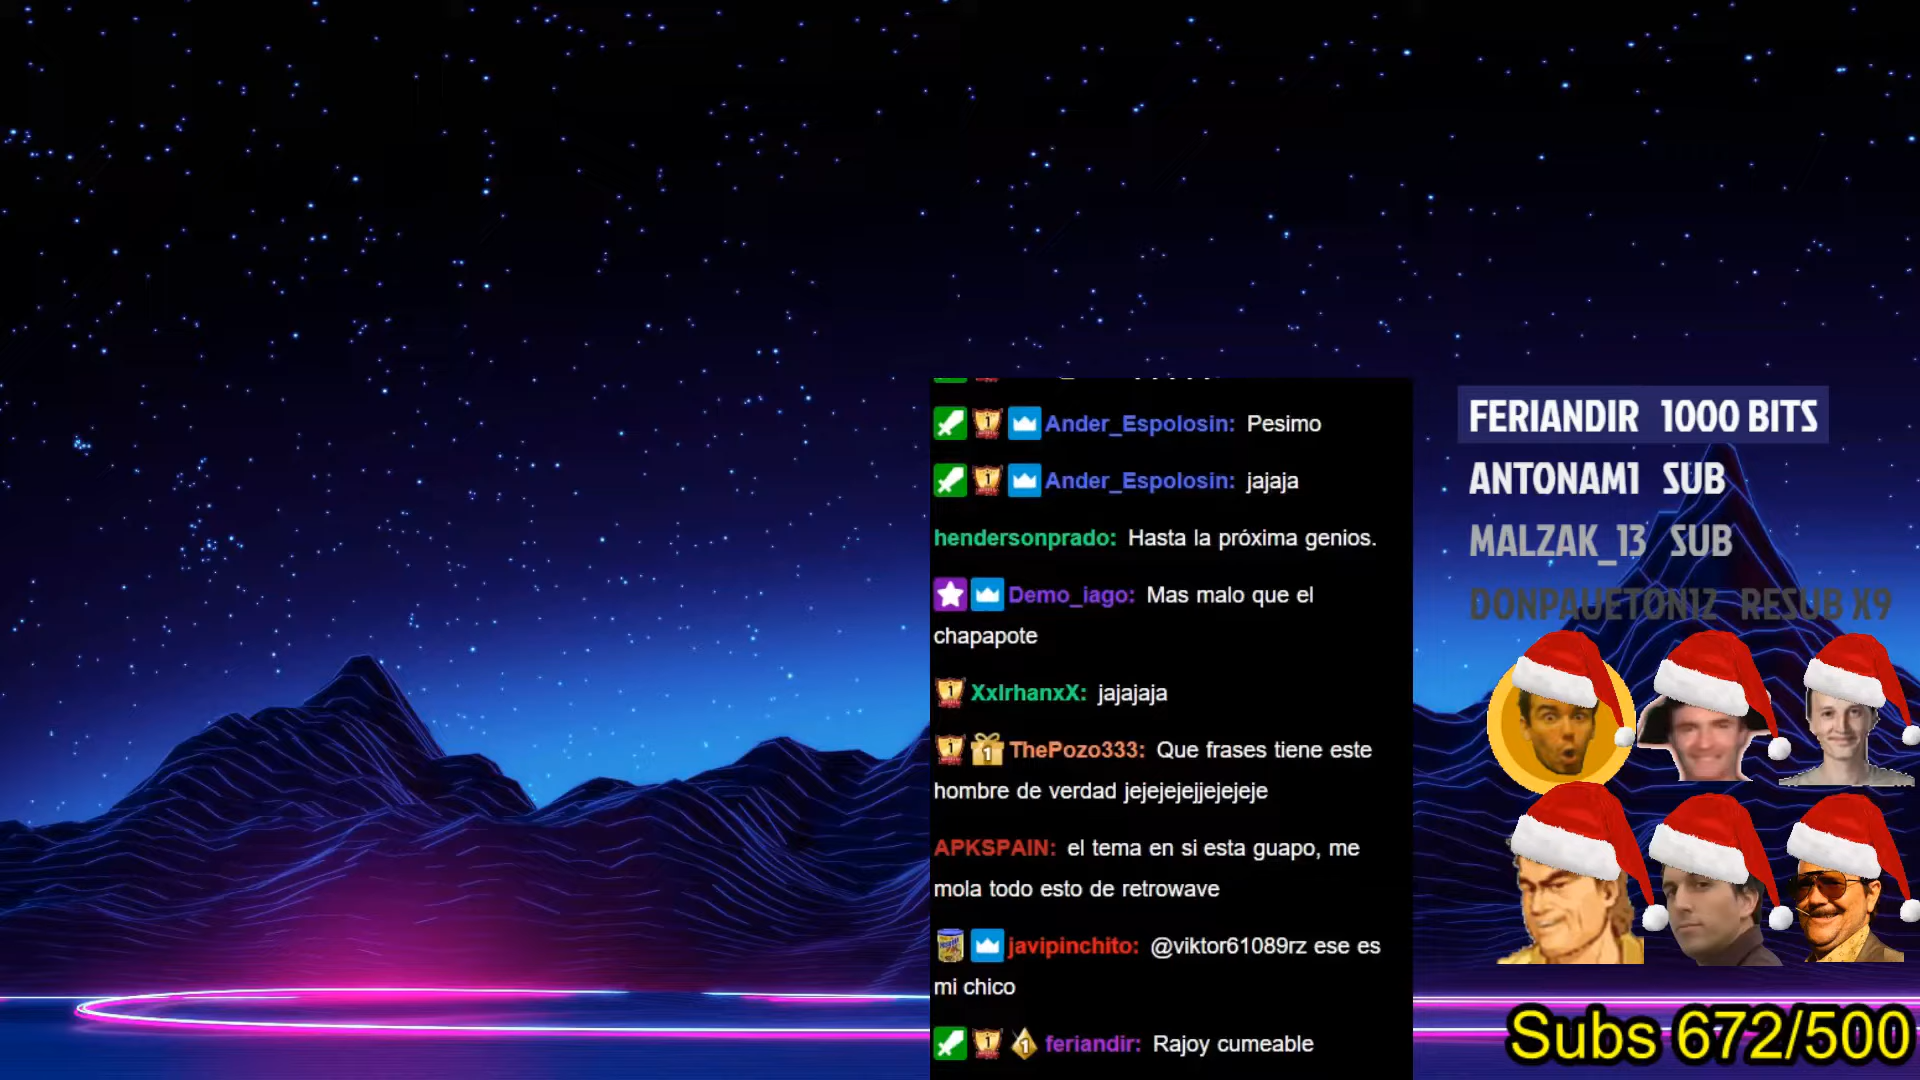 Ander_Espolosin: Pesimo
Ander_Espolosin: jajaja
hendersonprado: Hasta la próxima genios.
Demo_iago: Mas malo que el
chapapote
XxlrhanxX: jajajaja
ThePozo333: Que frases tiene este
hombre de verdad jejejejejjejejeje
APKSPAIN: el tema en si esta guapo, me
mola todo esto de retrowave
javipinchito: @viktor61089rz ese es
mi chico
feriandir: Rajoy cumeable
FERIANDIR 1000 BITS
ANTONAM1 SUB
MALZAK_13 SUB
DONPAUETON12 RESUB X9
Subs 672/500